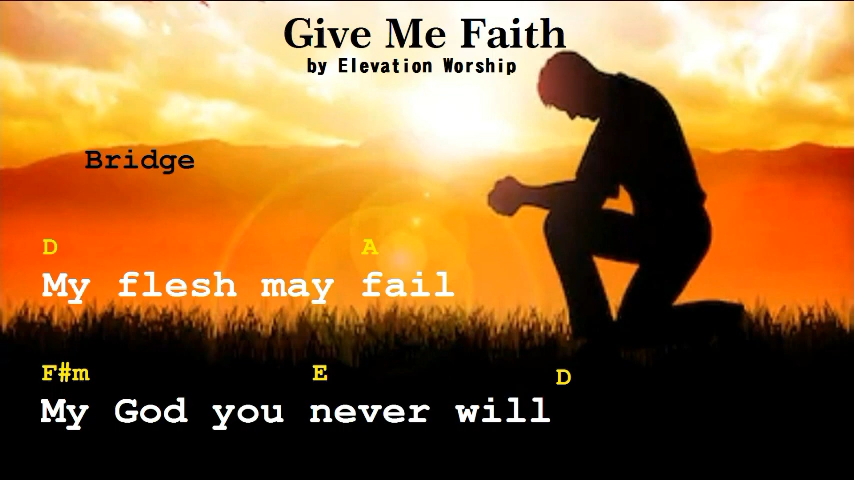 Give Me Faith
by Elevation Worship
Bridge
D A
My flesh may fail
F#m E D
My God you never will